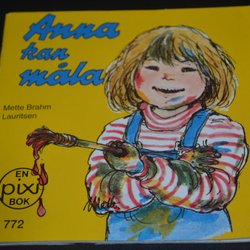 Anna
kan
måla
Mette Brahm
Lauritsen
EN
pixi
BOK
772